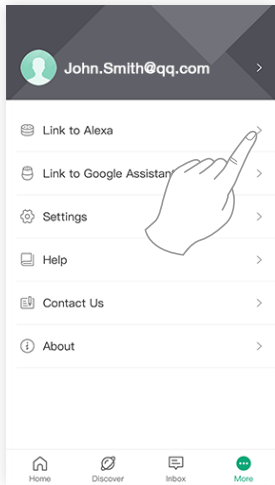 John.Smith@qq.com
Link to Alexa
Link to Google Assistant
Settings
Help
Contact Us
About
Home Discover Inbox More